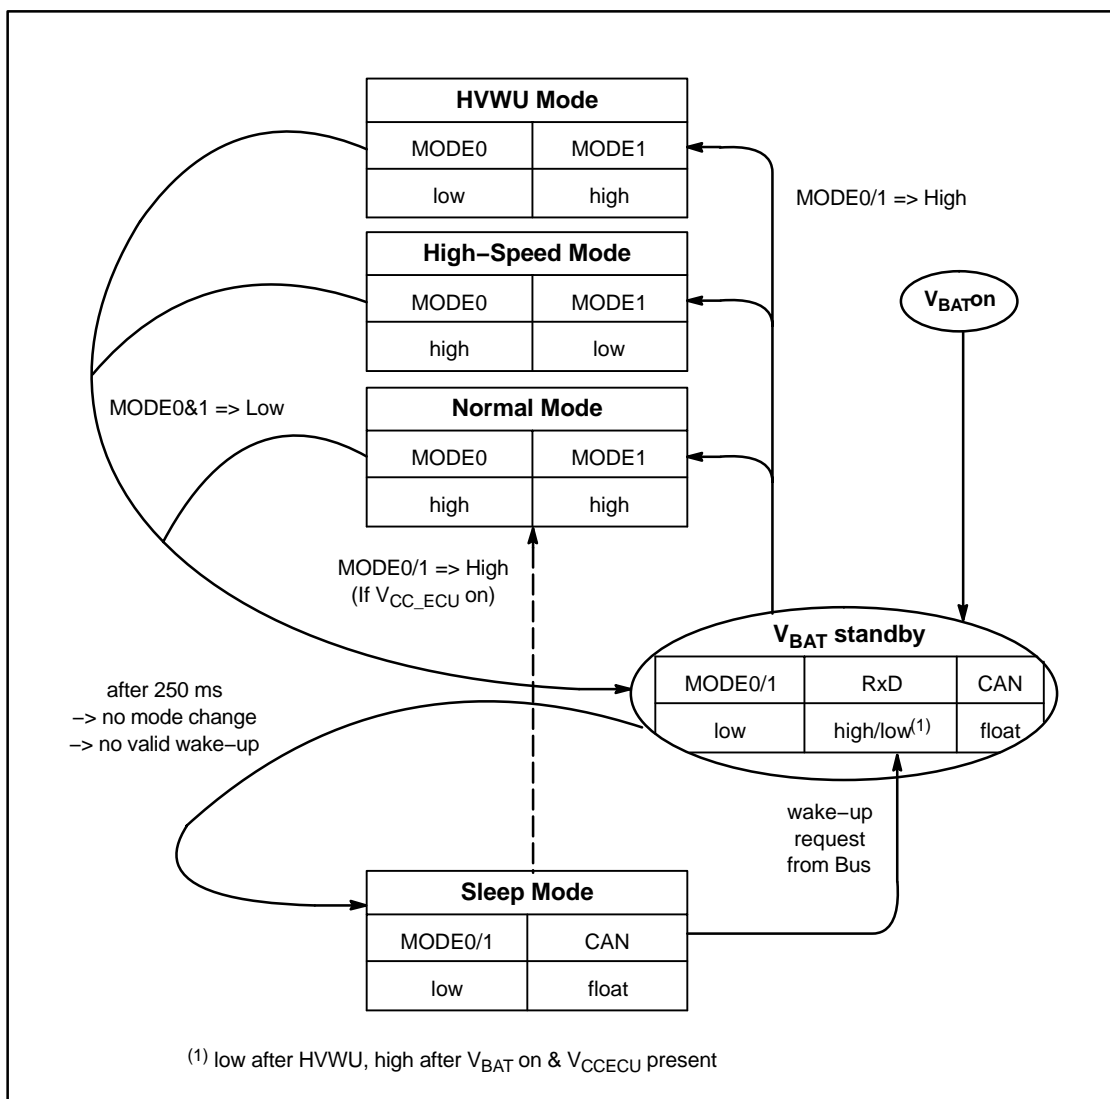 HVWU Mode
MODE0 MODE1
low high
MODE0/1 => High
High–Speed Mode
MODE0 MODE1
high low
VBATon
MODE0&1 => Low
Normal Mode
MODE0 MODE1
high high
MODE0/1 => High
(If VCC_ECU on)
VBAT standby
MODE0/1 RxD CAN
low high/low(1) float
after 250 ms
–> no mode change
–> no valid wake–up
wake–up
request
from Bus
Sleep Mode
MODE0/1 CAN
low float
(1) low after HVWU, high after VBAT on & VCCECU present